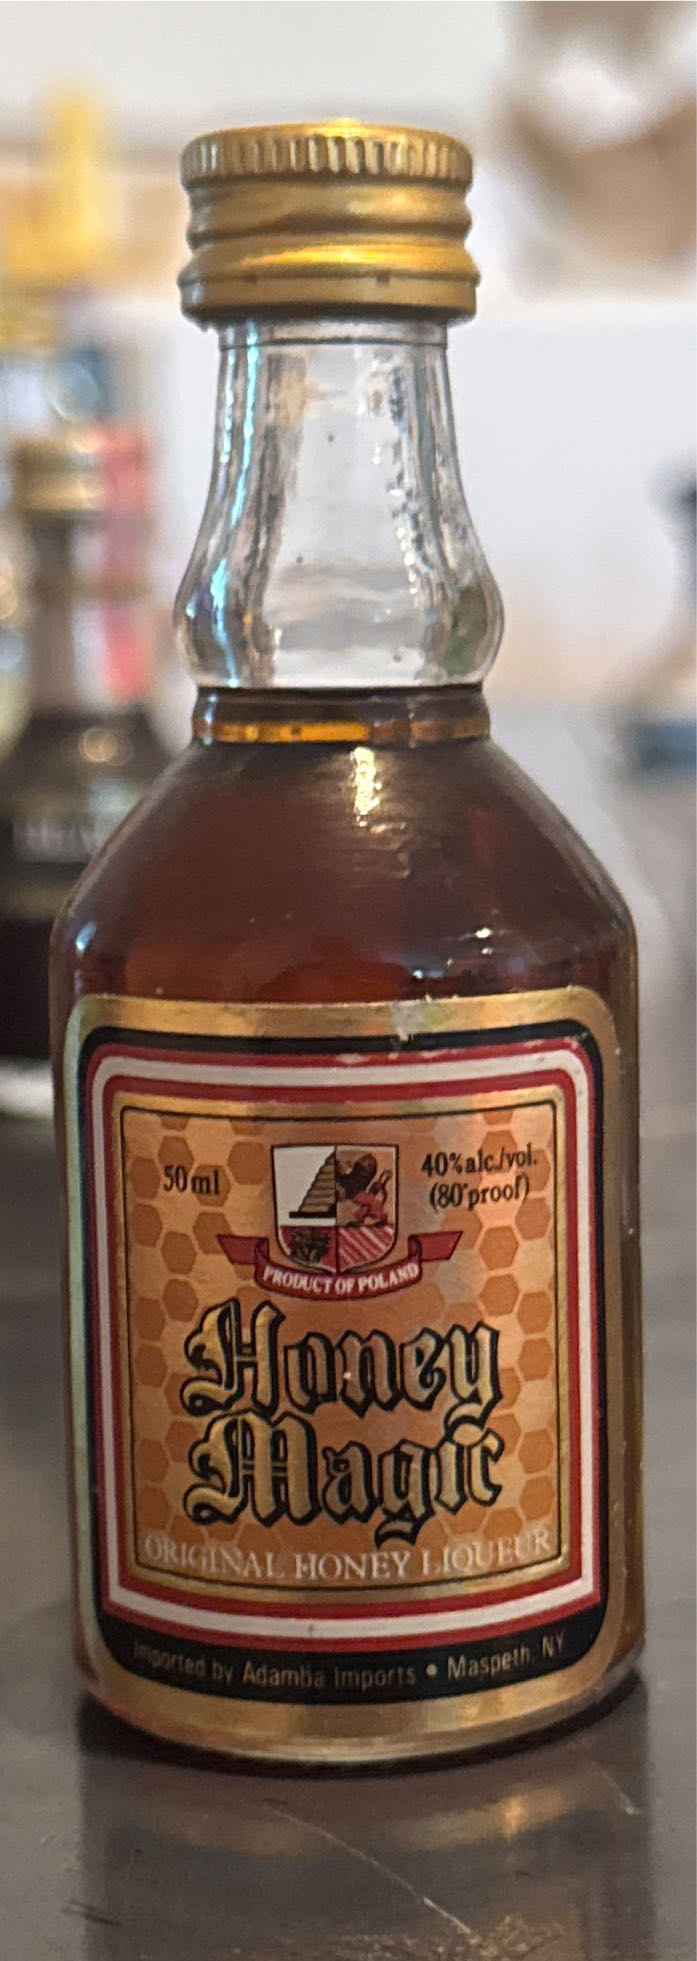 50 ml
40% alc./vol.
(80°proof)
PRODUCT OF POLAND
Honey
Magic
ORIGINAL HONEY LIQUEUR
Imported by Adamba Imports • Maspeth, NY